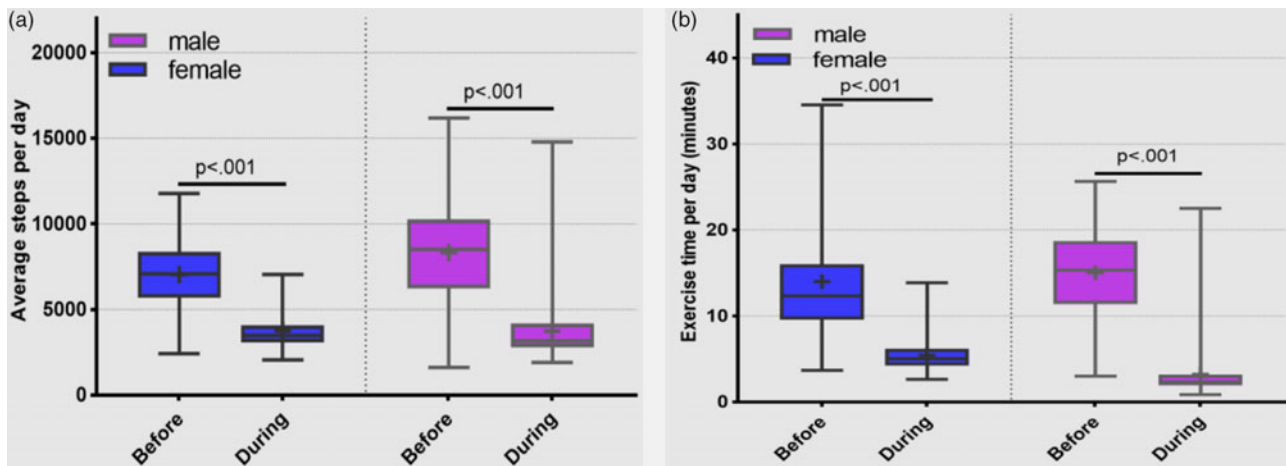 (a)
male
female
Average steps per day
20000
15000
10000
5000
0
p<.001
p<.001
Before
During
Before
During
(b)
male
female
Exercise time per day (minutes)
40
30
20
10
0
p<.001
p<.001
Before
During
Before
During